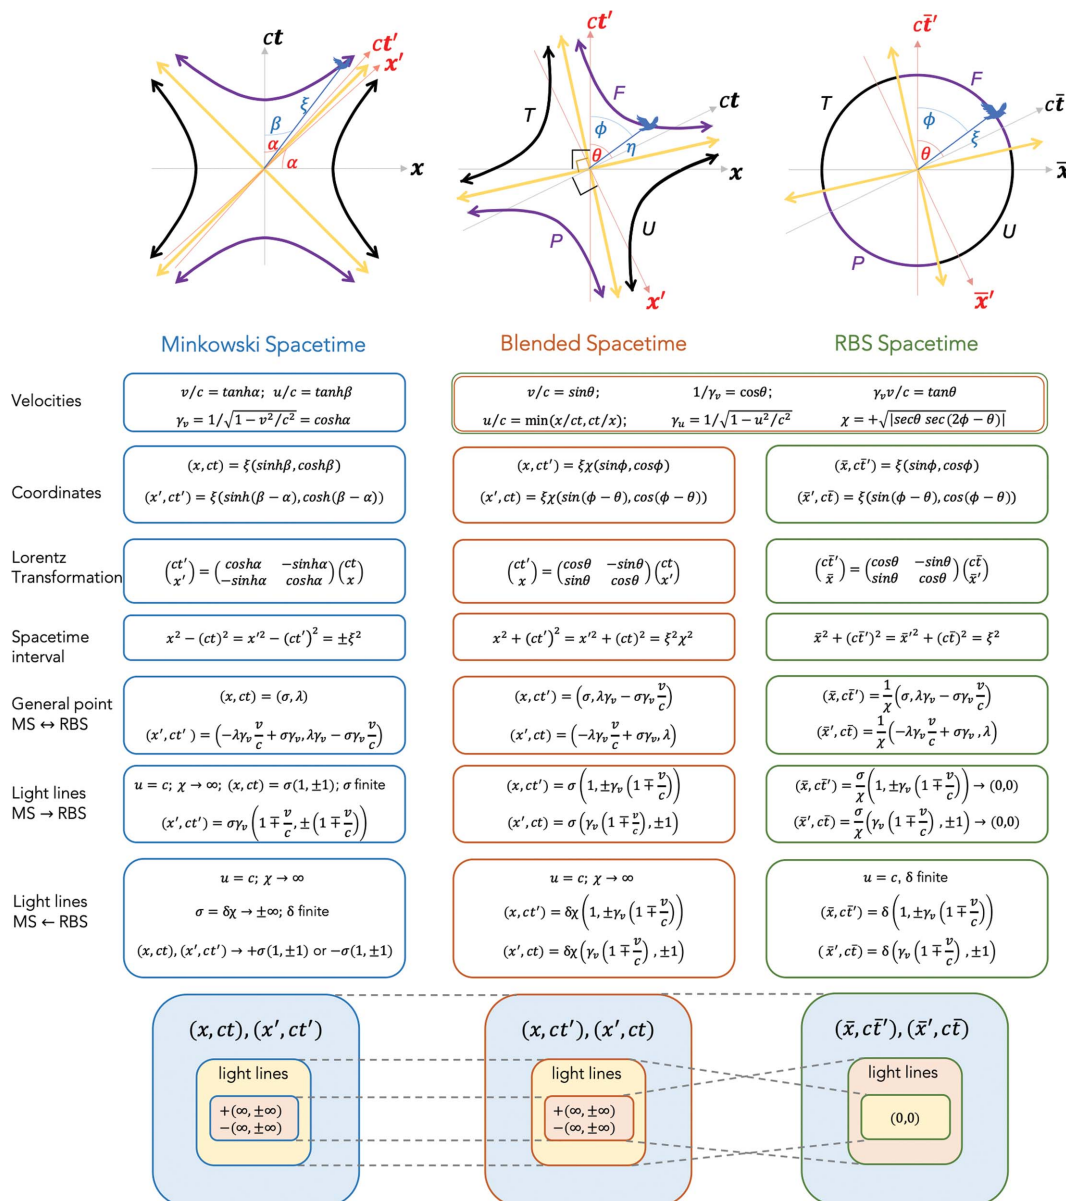 ct
ct′
x′
ξ
β
α
α
x
ct′
F
T
ϕ
η
ct
θ
x
P
U
x′
ct̄′
F
T
ct̄
ϕ
ξ
θ
x̄
P
U
x̄′
Minkowski Spacetime
Blended Spacetime
RBS Spacetime
Velocities
v/c = tanhα; u/c = tanhβ
γᵥ = 1/√(1 − v²/c²) = coshα
v/c = sinθ; 1/γᵥ = cosθ; γᵥv/c = tanθ
u/c = min(x/ct, ct/x); γᵤ = 1/√(1 − u²/c²) χ = +√|secθ sec(2ϕ − θ)|
Coordinates
(x, ct) = ξ(sinhβ, coshβ)
(x′, ct′) = ξ(sinh(β − α), cosh(β − α))
(x, ct′) = ξχ(sinϕ, cosϕ)
(x′, ct) = ξχ(sin(ϕ − θ), cos(ϕ − θ))
(x̄, ct̄′) = ξ(sinϕ, cosϕ)
(x̄′, ct̄) = ξ(sin(ϕ − θ), cos(ϕ − θ))
Lorentz
Transformation
(ct′ x′) = (coshα −sinhα −sinhα coshα)(ct x)
(ct′ x) = (cosθ −sinθ sinθ cosθ)(ct x′)
(ct̄′ x̄) = (cosθ −sinθ sinθ cosθ)(ct̄ x̄′)
Spacetime
interval
x² − (ct)² = x′² − (ct′)² = ±ξ²
x² + (ct′)² = x′² + (ct)² = ξ²χ²
x̄² + (ct̄′)² = x̄′² + (ct̄)² = ξ²
General point
MS ↔ RBS
(x, ct) = (σ, λ)
(x′, ct′ ) = (−λγᵥ v/c + σγᵥ, λγᵥ − σγᵥ v/c)
(x, ct′) = (σ, λγᵥ − σγᵥ v/c)
(x′, ct) = (−λγᵥ v/c + σγᵥ, λ)
(x̄, ct̄′) = 1/χ (σ, λγᵥ − σγᵥ v/c)
(x̄′, ct̄) = 1/χ (−λγᵥ v/c + σγᵥ, λ)
Light lines
MS → RBS
u = c; χ → ∞; (x, ct) = σ(1, ±1); σ finite
(x′, ct′) = σγᵥ (1 ∓ v/c, ± (1 ∓ v/c))
(x, ct′) = σ (1, ±γᵥ (1 ∓ v/c))
(x′, ct) = σ (γᵥ (1 ∓ v/c), ±1)
(x̄, ct̄′) = σ/χ (1, ±γᵥ (1 ∓ v/c)) → (0,0)
(x̄′, ct̄) = σ/χ (γᵥ (1 ∓ v/c), ±1) → (0,0)
Light lines
MS ← RBS
u = c; χ → ∞
σ = δχ → ±∞; δ finite
(x, ct), (x′, ct′) → +σ(1, ±1) or −σ(1, ±1)
u = c; χ → ∞
(x, ct′) = δχ (1, ±γᵥ (1 ∓ v/c))
(x′, ct) = δχ (γᵥ (1 ∓ v/c), ±1)
u = c, δ finite
(x̄, ct̄′) = δ (1, ±γᵥ (1 ∓ v/c))
(x̄′, ct̄) = δ (γᵥ (1 ∓ v/c), ±1)
(x, ct), (x′, ct′)
light lines
+(∞, ±∞)
−(∞, ±∞)
(x, ct′), (x′, ct)
light lines
+(∞, ±∞)
−(∞, ±∞)
(x̄, ct̄′), (x̄′, ct̄)
light lines
(0,0)